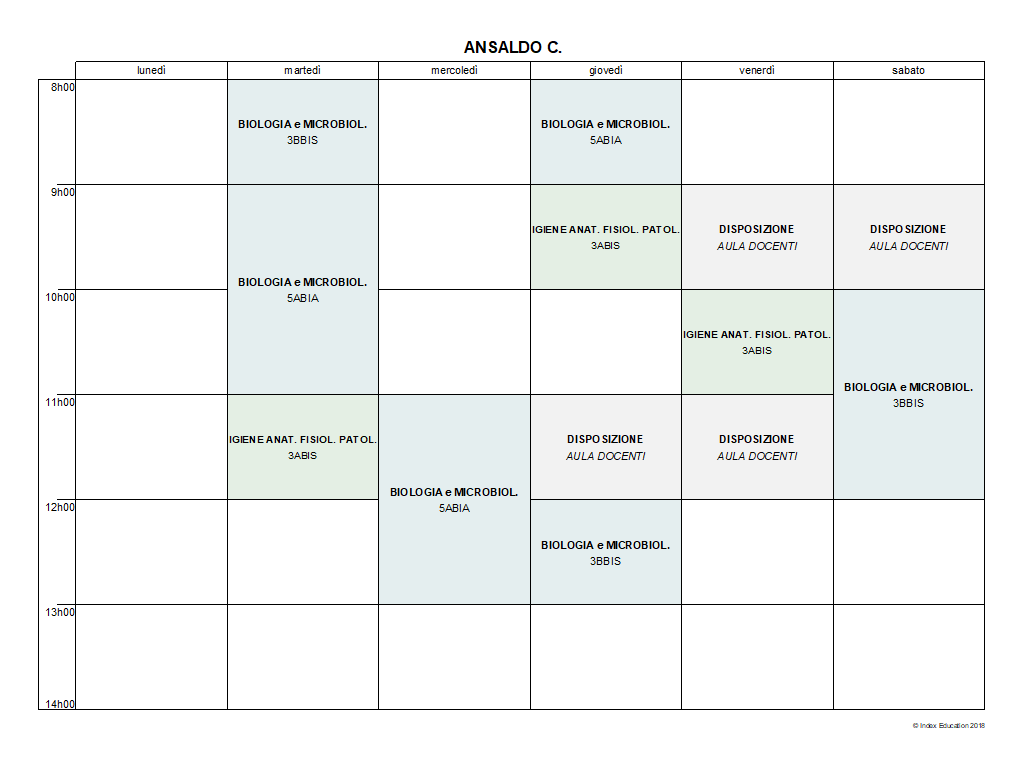 ANSALDO C.
lunedì martedì mercoledì giovedì venerdì sabato
8h00
BIOLOGIA e MICROBIOL.
3BBIS
BIOLOGIA e MICROBIOL.
5ABIA
9h00
BIOLOGIA e MICROBIOL.
5ABIA
IGIENE ANAT. FISIOL. PATOL.
3ABIS
DISPOSIZIONE
AULA DOCENTI
DISPOSIZIONE
AULA DOCENTI
10h00
IGIENE ANAT. FISIOL. PATOL.
3ABIS
BIOLOGIA e MICROBIOL.
3BBIS
11h00
IGIENE ANAT. FISIOL. PATOL.
3ABIS
BIOLOGIA e MICROBIOL.
5ABIA
DISPOSIZIONE
AULA DOCENTI
DISPOSIZIONE
AULA DOCENTI
12h00
BIOLOGIA e MICROBIOL.
3BBIS
13h00
14h00
© Index Education 2018